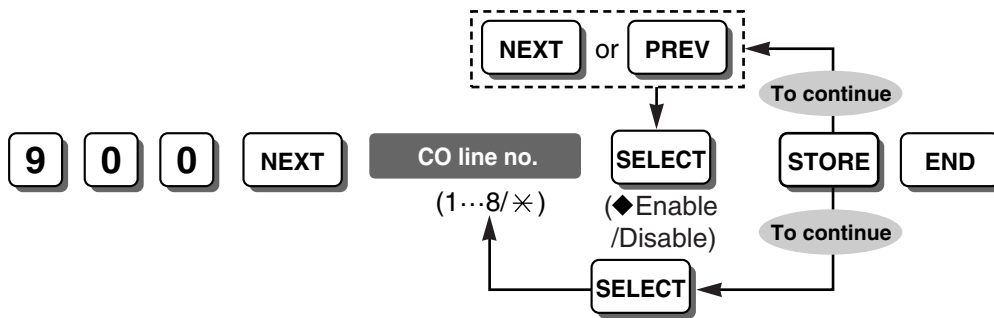 NEXT or PREV
To continue
9 0 0 NEXT CO line no. SELECT STORE END
(1···8/✳)
(◆Enable
/Disable)
To continue
SELECT